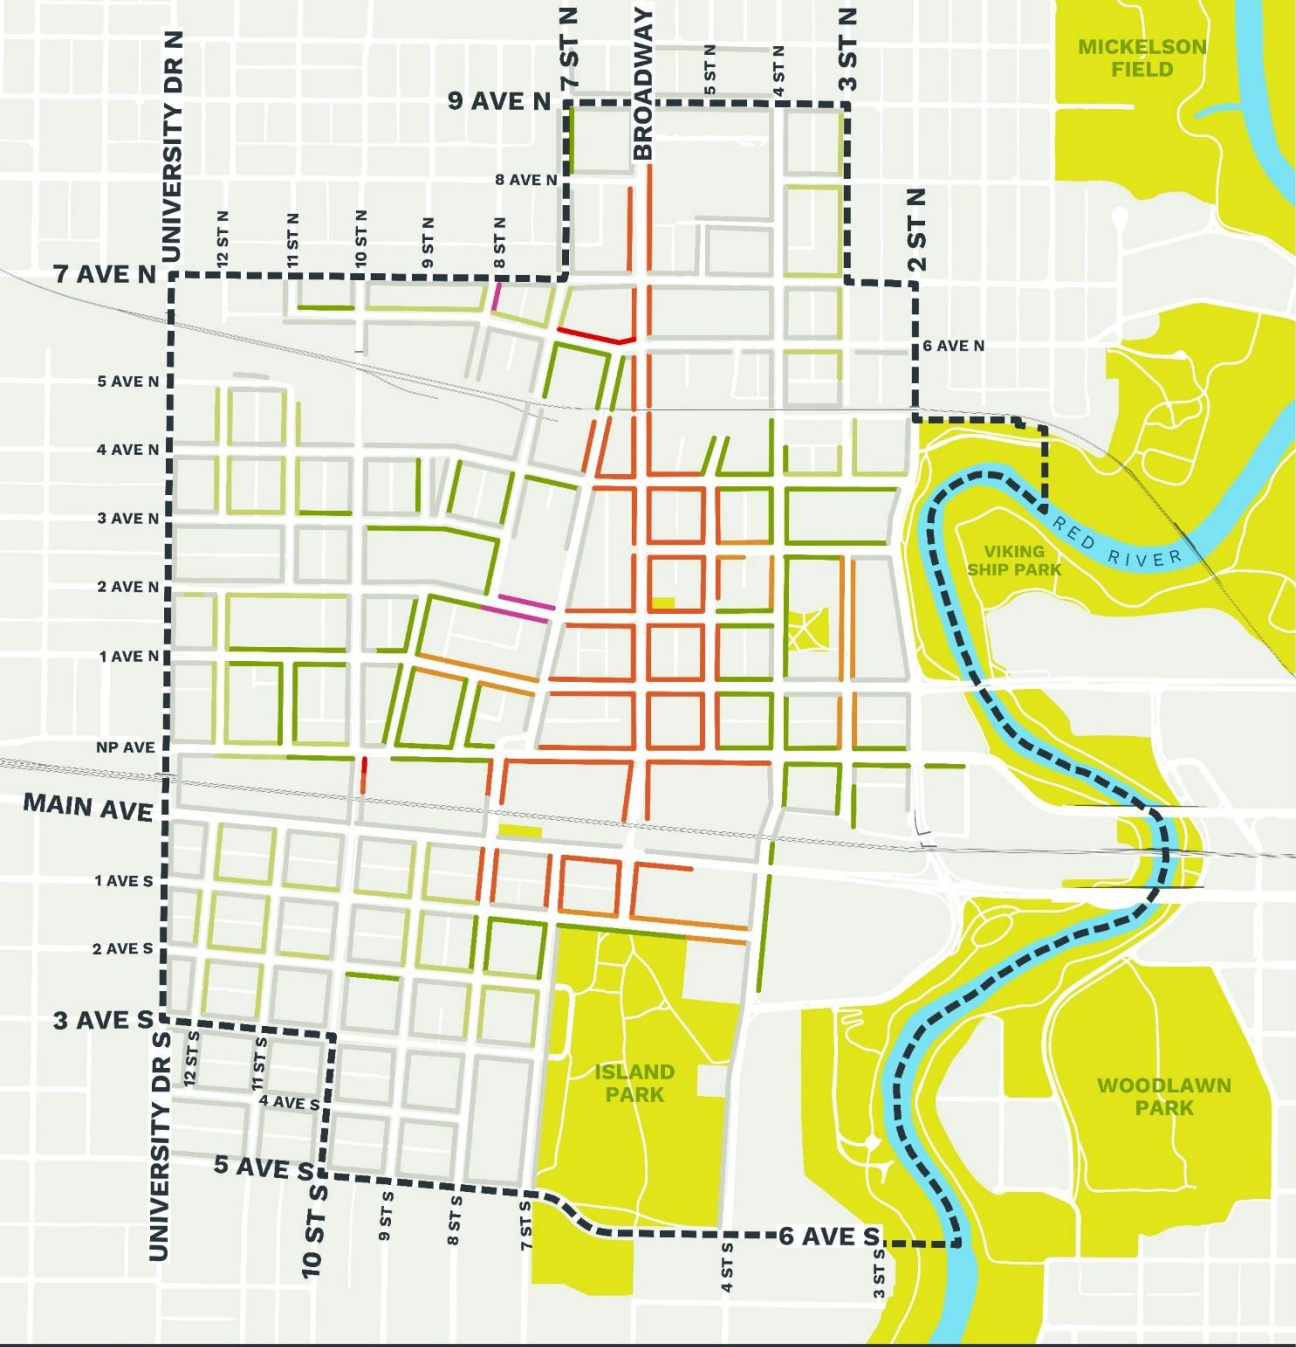 UNIVERSITY DR N
7 ST N
BROADWAY
5 ST N
4 ST N
3 ST N
MICKELSON
FIELD
9 AVE N
8 AVE N
12 ST N
11 ST N
10 ST N
9 ST N
8 ST N
2 ST N
7 AVE N
6 AVE N
5 AVE N
4 AVE N
3 AVE N
RED RIVER
VIKING
SHIP PARK
2 AVE N
1 AVE N
NP AVE
MAIN AVE
1 AVE S
2 AVE S
3 AVE S
UNIVERSITY DR S
12 ST S
11 ST S
4 AVE S
ISLAND
PARK
WOODLAWN
PARK
5 AVE S
10 ST S
9 ST S
8 ST S
7 ST S
4 ST S
6 AVE S
3 ST S